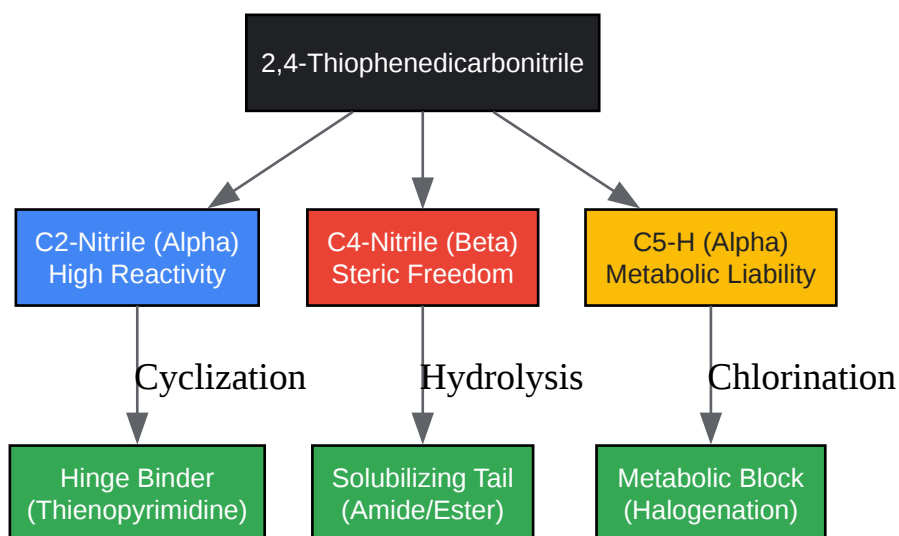 2,4-Thiophenedicarbonitrile
C2-Nitrile (Alpha)
High Reactivity
C4-Nitrile (Beta)
Steric Freedom
C5-H (Alpha)
Metabolic Liability
Cyclization
Hydrolysis
Chlorination
Hinge Binder
(Thienopyrimidine)
Solubilizing Tail
(Amide/Ester)
Metabolic Block
(Halogenation)